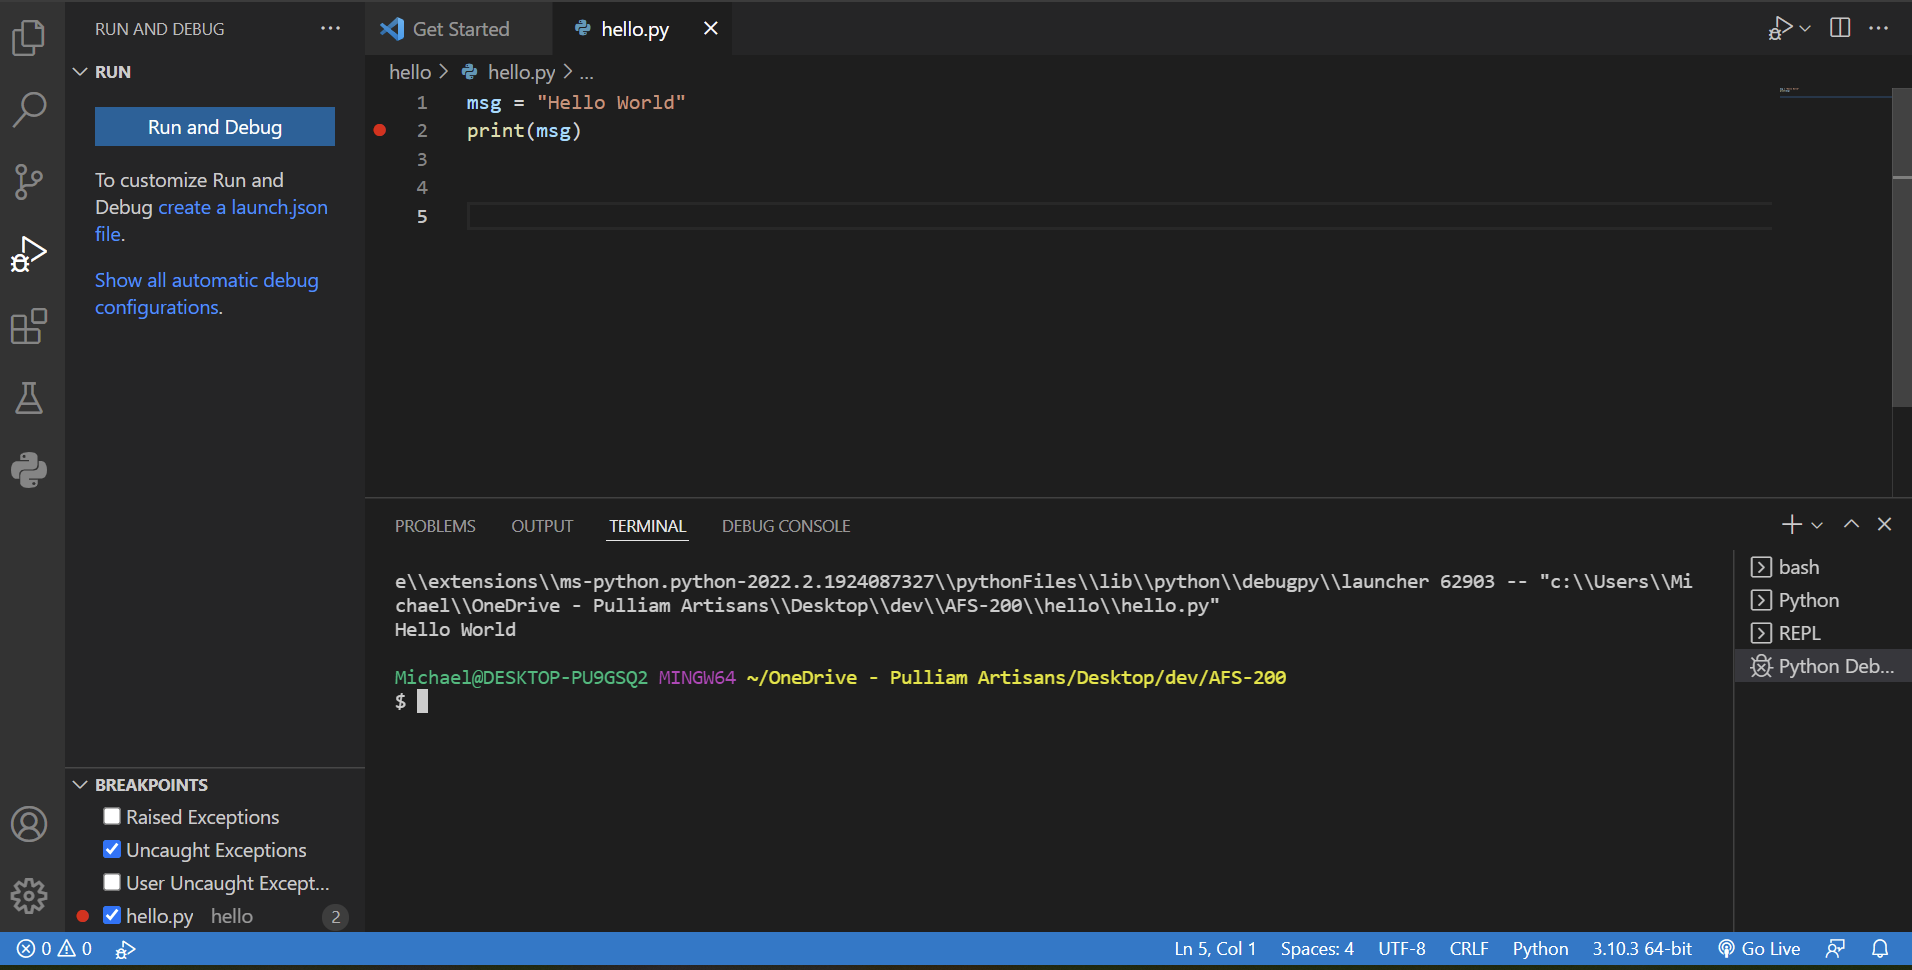 RUN AND DEBUG
RUN
Run and Debug
To customize Run and
Debug create a launch.json
file.
Show all automatic debug
configurations.
BREAKPOINTS
Raised Exceptions
Uncaught Exceptions
User Uncaught Except...
hello.py hello 2
Get Started
hello.py
hello > hello.py > ...
1 msg = "Hello World"
2 print(msg)
3
4
5
PROBLEMS OUTPUT TERMINAL DEBUG CONSOLE
e\\extensions\\ms-python.python-2022.2.1924087327\\pythonFiles\\lib\\python\\debugpy\\launcher 62903 -- "c:\\Users\\Mi
chael\\OneDrive - Pulliam Artisans\\Desktop\\dev\\AFS-200\\hello\\hello.py"
Hello World
Michael@DESKTOP-PU9GSQ2 MINGW64 ~/OneDrive - Pulliam Artisans/Desktop/dev/AFS-200
$
bash
Python
REPL
Python Deb...
0 0
Ln 5, Col 1 Spaces: 4 UTF-8 CRLF Python 3.10.3 64-bit Go Live